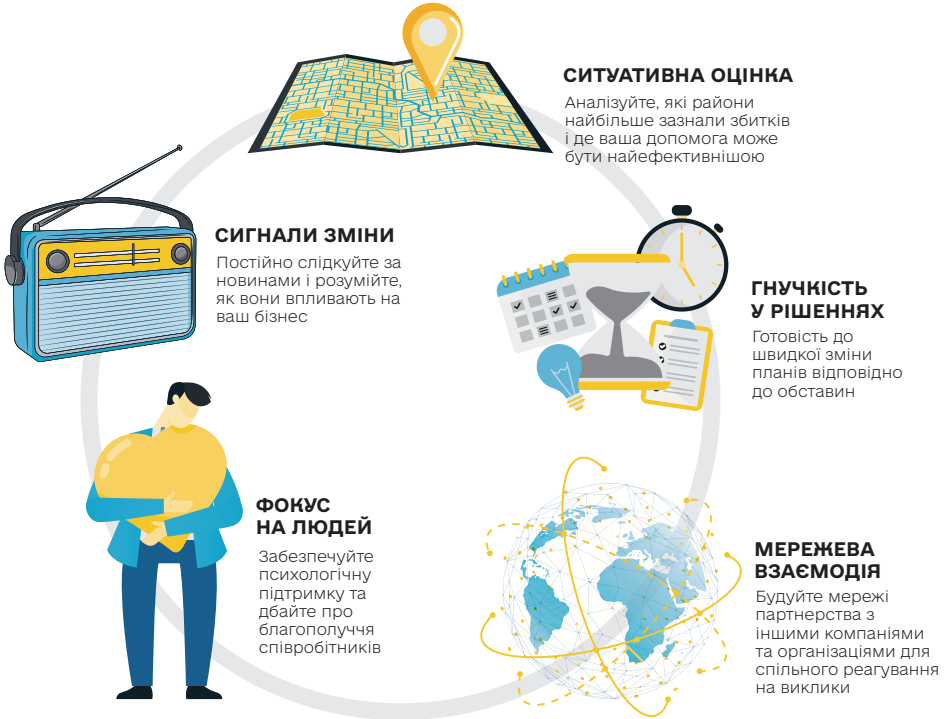 СИТУАТИВНА ОЦІНКА
Аналізуйте, які райони
найбільше зазнали збитків
і де ваша допомога може
бути найефективнішою
СИГНАЛИ ЗМІНИ
Постійно слідкуйте за
новинами і розумійте,
як вони впливають на
ваш бізнес
ГНУЧКІСТЬ
У РІШЕННЯХ
Готовість до
швидкої зміни
планів відповідно
до обставин
ФОКУС
НА ЛЮДЕЙ
Забезпечуйте
психологічну
підтримку та
дбайте про
благополуччя
співробітників
МЕРЕЖЕВА
ВЗАЄМОДІЯ
Будуйте мережі
партнерства з
іншими компаніями
та організаціями для
спільного реагування
на виклики